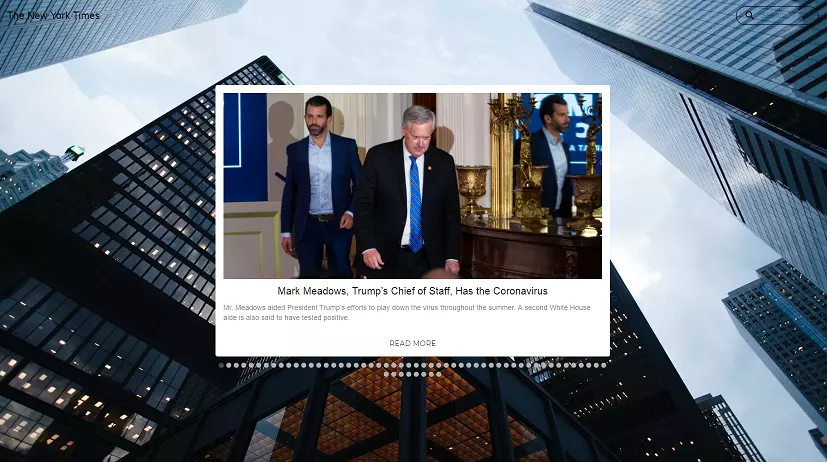 The New York Times
Mark Meadows, Trump's Chief of Staff, Has the Coronavirus
Mr. Meadows aided President Trump's efforts to play down the virus throughout the summer. A second White House
aide is also said to have tested positive.
READ MORE